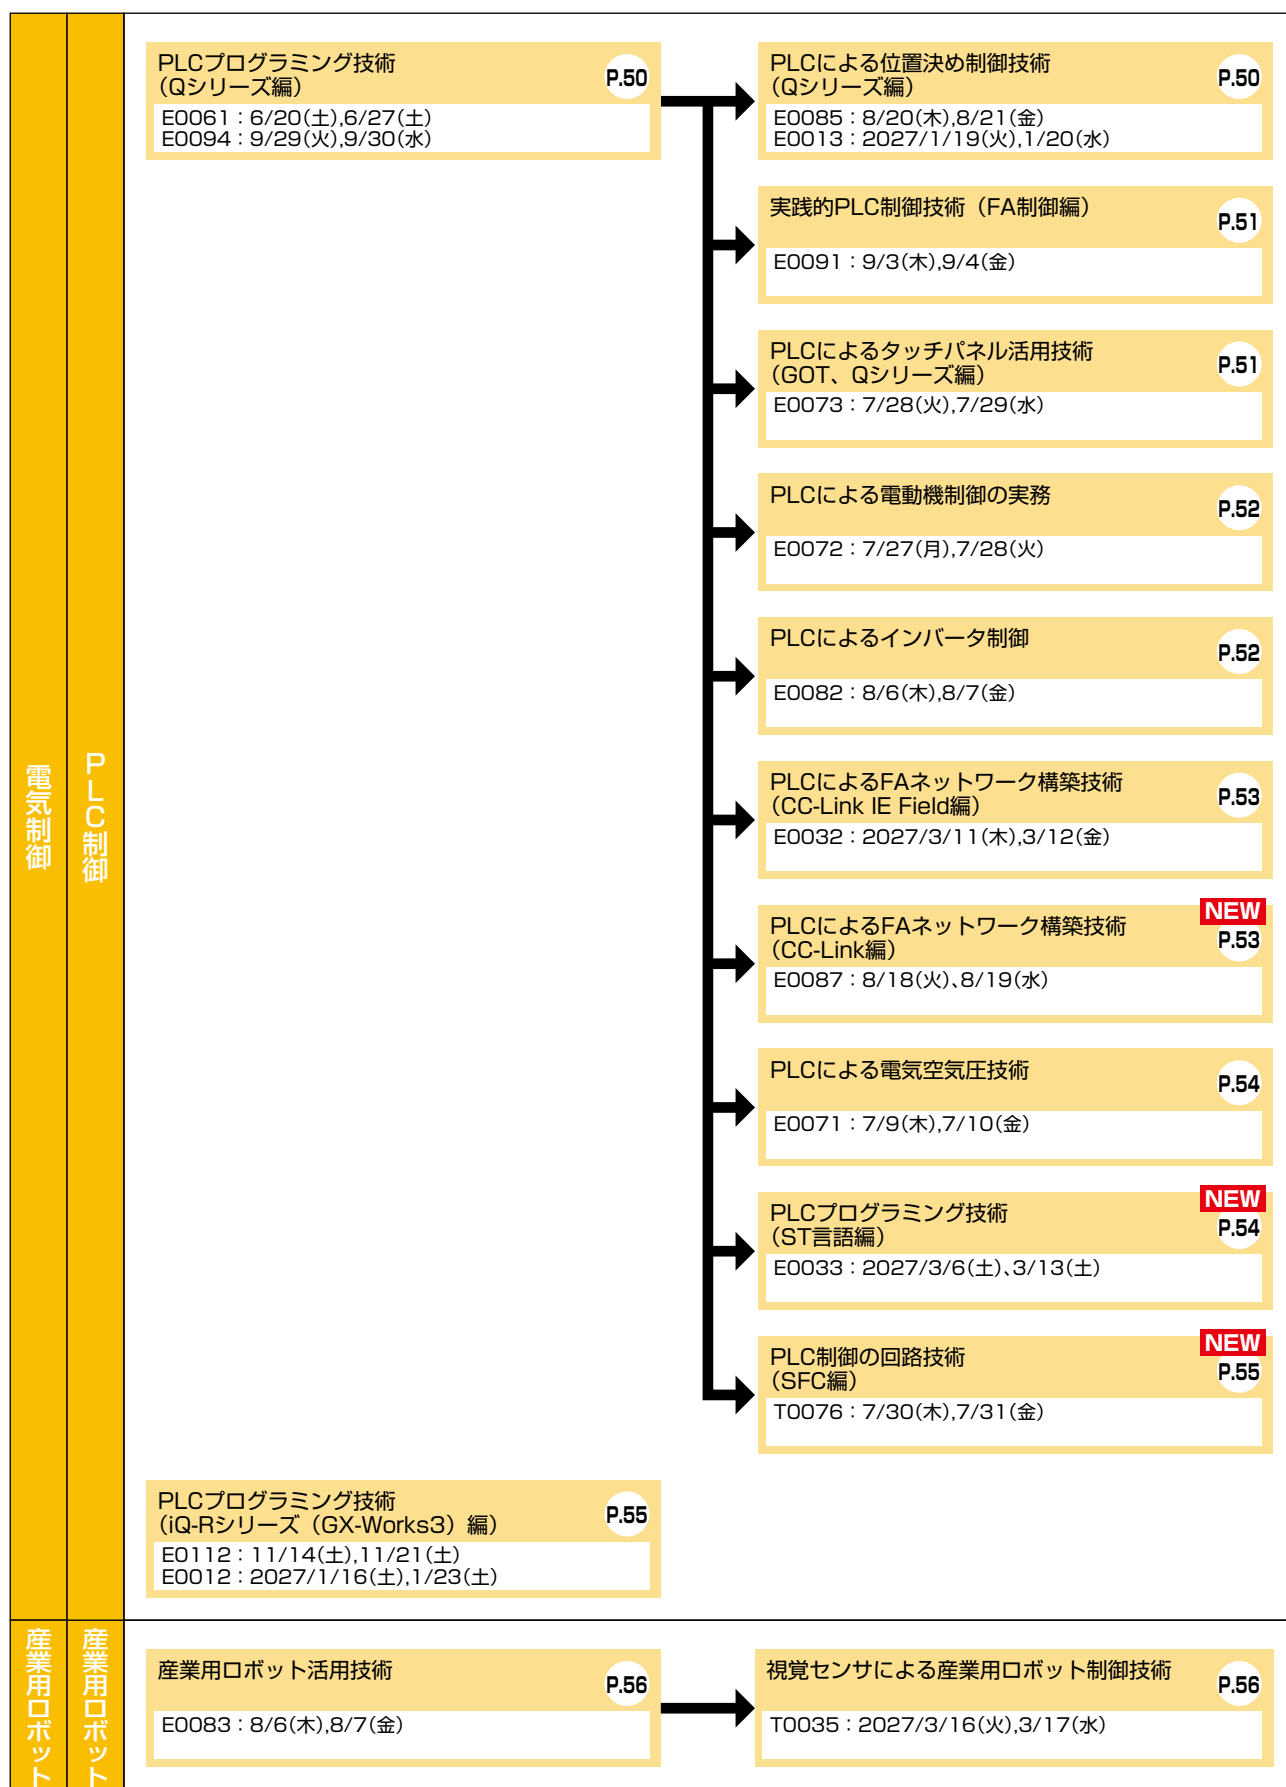 電気制御
PLC制御
PLCプログラミング技術
（Qシリーズ編）
P.50
E0061：6/20(土),6/27(土)
E0094：9/29(火),9/30(水)
PLCによる位置決め制御技術
（Qシリーズ編）
P.50
E0085：8/20(木),8/21(金)
E0013：2027/1/19(火),1/20(水)
実践的PLC制御技術（FA制御編）
P.51
E0091：9/3(木),9/4(金)
PLCによるタッチパネル活用技術
（GOT、Qシリーズ編）
P.51
E0073：7/28(火),7/29(水)
PLCによる電動機制御の実務
P.52
E0072：7/27(月),7/28(火)
PLCによるインバータ制御
P.52
E0082：8/6(木),8/7(金)
PLCによるFAネットワーク構築技術
（CC-Link IE Field編）
P.53
E0032：2027/3/11(木),3/12(金)
NEW
PLCによるFAネットワーク構築技術
（CC-Link編）
P.53
E0087：8/18(火)、8/19(水)
PLCによる電気空気圧技術
P.54
E0071：7/9(木),7/10(金)
NEW
PLCプログラミング技術
（ST言語編）
P.54
E0033：2027/3/6(土)、3/13(土)
NEW
PLC制御の回路技術
（SFC編）
P.55
T0076：7/30(木),7/31(金)
PLCプログラミング技術
（iQ-Rシリーズ（GX-Works3）編）
P.55
E0112：11/14(土),11/21(土)
E0012：2027/1/16(土),1/23(土)
産業用ロボット
産業用ロボット
産業用ロボット活用技術
P.56
E0083：8/6(木),8/7(金)
視覚センサによる産業用ロボット制御技術
P.56
T0035：2027/3/16(火),3/17(水)